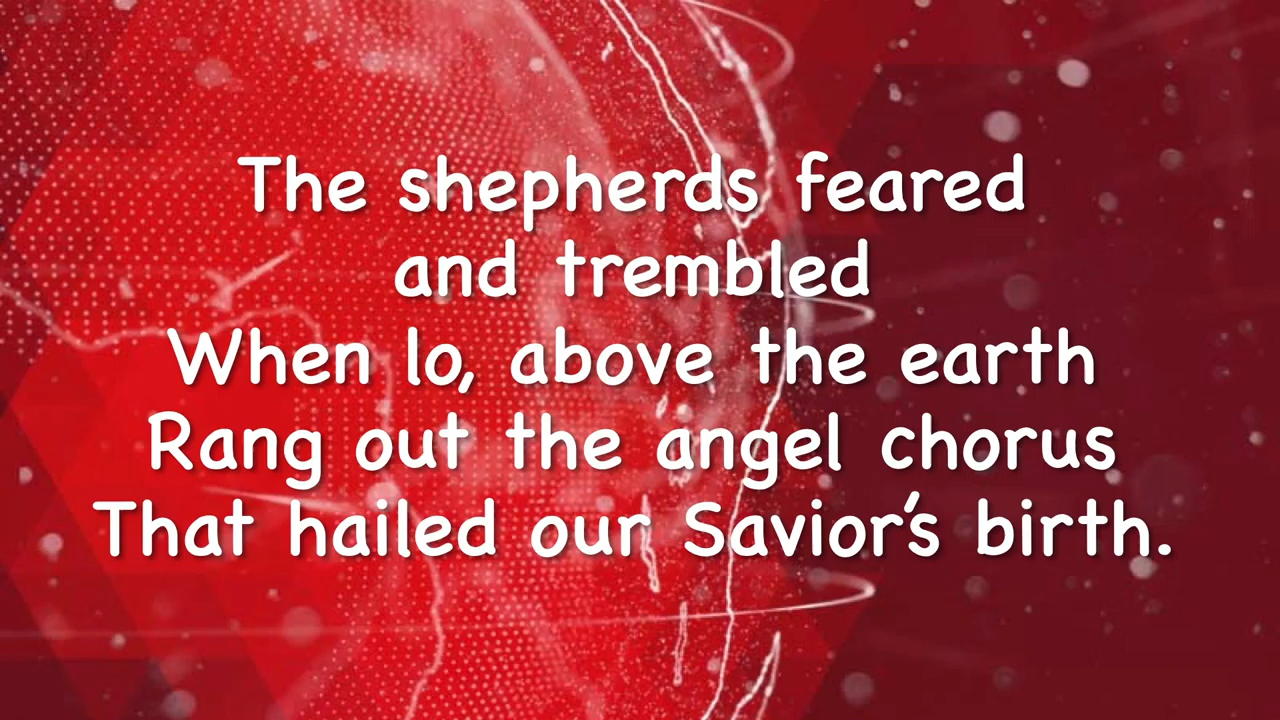 The shepherds feared
and trembled
When lo, above the earth
Rang out the angel chorus
That hailed our Savior’s birth.